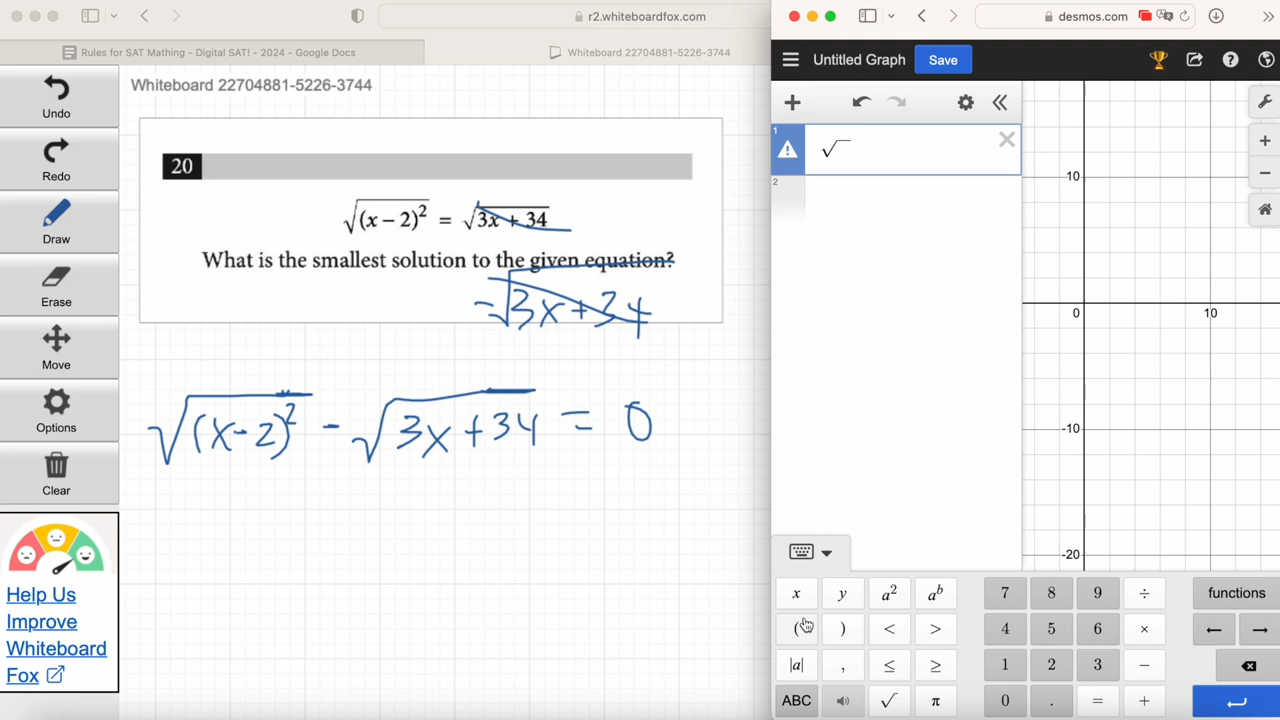 r2.whiteboardfox.com
Rules for SAT Mathing - Digital SAT! - 2024 - Google Docs
Whiteboard 22704881-5226-3744
Undo
Redo
Draw
Erase
Move
Options
Clear
Help Us
Improve
Whiteboard
Fox
Whiteboard 22704881-5226-3744
20
√(x – 2)² = √3x + 34
What is the smallest solution to the given equation?
= √3x+34
√(x-2)² - √3x+34 = 0
desmos.com
Untitled Graph
Save
1
√
2
10
0
10
-10
-20
x y a² aᵇ 7 8 9 ÷ functions
( ) < > 4 5 6 × ← →
|a| , ≤ ≥ 1 2 3 −
ABC √ π 0 . = +